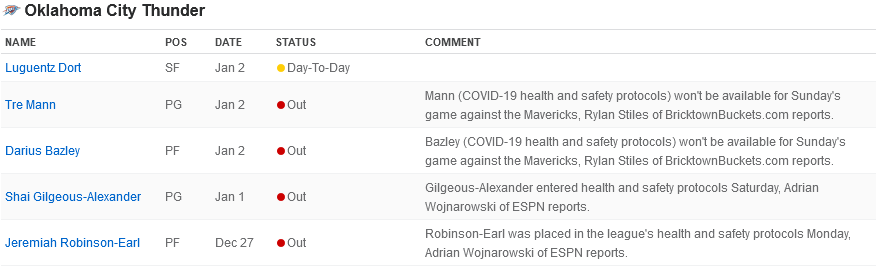 Oklahoma City Thunder
NAME POS DATE STATUS COMMENT
Luguentz Dort SF Jan 2 Day-To-Day
Tre Mann PG Jan 2 Out Mann (COVID-19 health and safety protocols) won't be available for Sunday's
game against the Mavericks, Rylan Stiles of BricktownBuckets.com reports.
Darius Bazley PF Jan 2 Out Bazley (COVID-19 health and safety protocols) won't be available for Sunday's
game against the Mavericks, Rylan Stiles of BricktownBuckets.com reports.
Shai Gilgeous-Alexander PG Jan 1 Out Gilgeous-Alexander entered health and safety protocols Saturday, Adrian
Wojnarowski of ESPN reports.
Jeremiah Robinson-Earl PF Dec 27 Out Robinson-Earl was placed in the league's health and safety protocols Monday,
Adrian Wojnarowski of ESPN reports.